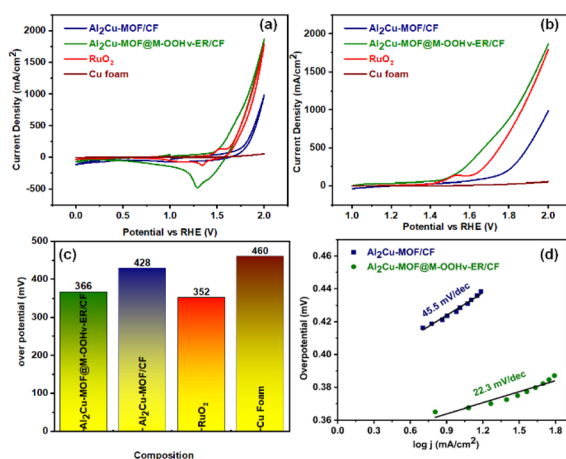 (a)
Al2Cu-MOF/CF
Al2Cu-MOF@M-OOHv-ER/CF
RuO2
Cu foam
Current Density (mA/cm2)
2000
1500
1000
500
0
-500
0.0 0.5 1.0 1.5 2.0
Potential vs RHE (V)
(b)
Al2Cu-MOF/CF
Al2Cu-MOF@M-OOHv-ER/CF
RuO2
Cu foam
Current Density (mA/cm2)
2000
1500
1000
500
0
1.0 1.2 1.4 1.6 1.8 2.0
Potential vs RHE (V)
(c)
over potential (mV)
500
400
300
200
100
0
366
428
352
460
Al2Cu-MOF@M-OOHv-ER/CF
Al2Cu-MOF/CF
RuO2
Cu Foam
Composition
(d)
Al2Cu-MOF/CF
Al2Cu-MOF@M-OOHv-ER/CF
Overpotential (mV)
0.46
0.44
0.42
0.40
0.38
0.36
45.5 mV/dec
22.3 mV/dec
0.0 0.3 0.6 0.9 1.2 1.5 1.8
log j (mA/cm2)